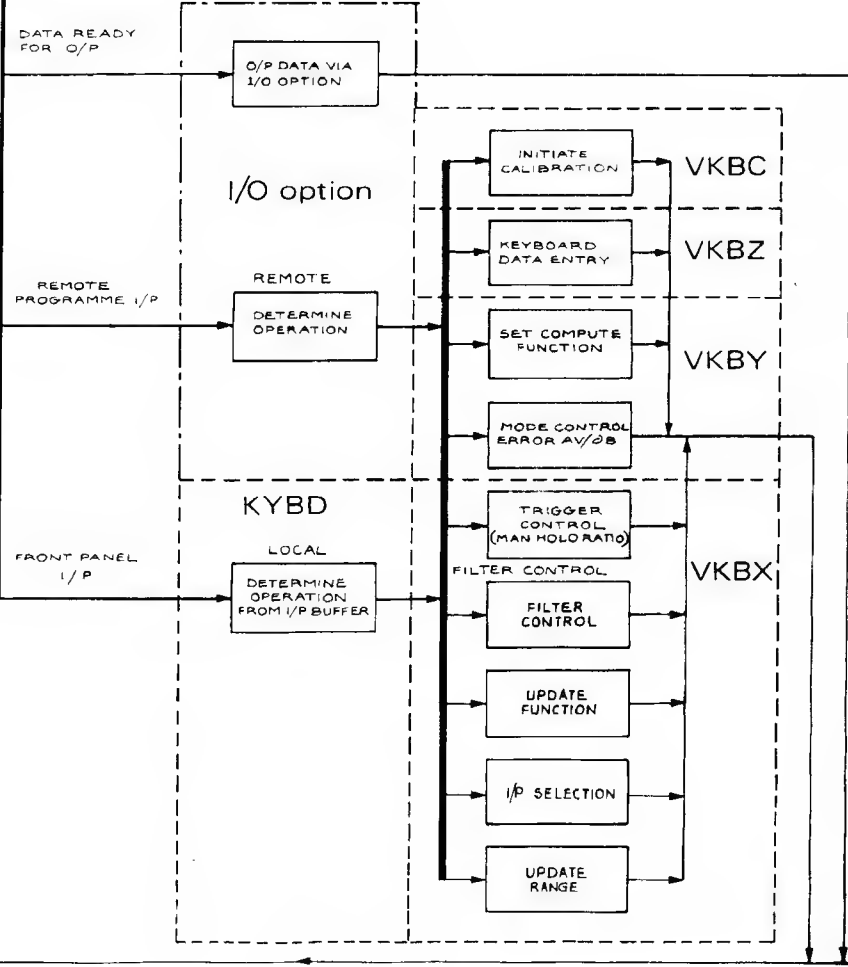 DATA READY
FOR O/P
O/P DATA VIA
I/O OPTION
I/O option
INITIATE
CALIBRATION
VKBC
KEYBOARD
DATA ENTRY
VKBZ
REMOTE
PROGRAMME I/P
REMOTE
DETERMINE
OPERATION
SET COMPUTE
FUNCTION
VKBY
MODE CONTROL
ERROR AV/dB
KYBD
TRIGGER
CONTROL
(MAN HOLD RATIO)
FRONT PANEL
I/P
LOCAL
DETERMINE
OPERATION
FROM I/P BUFFER
FILTER CONTROL
VKBX
FILTER
CONTROL
UPDATE
FUNCTION
I/P SELECTION
UPDATE
RANGE